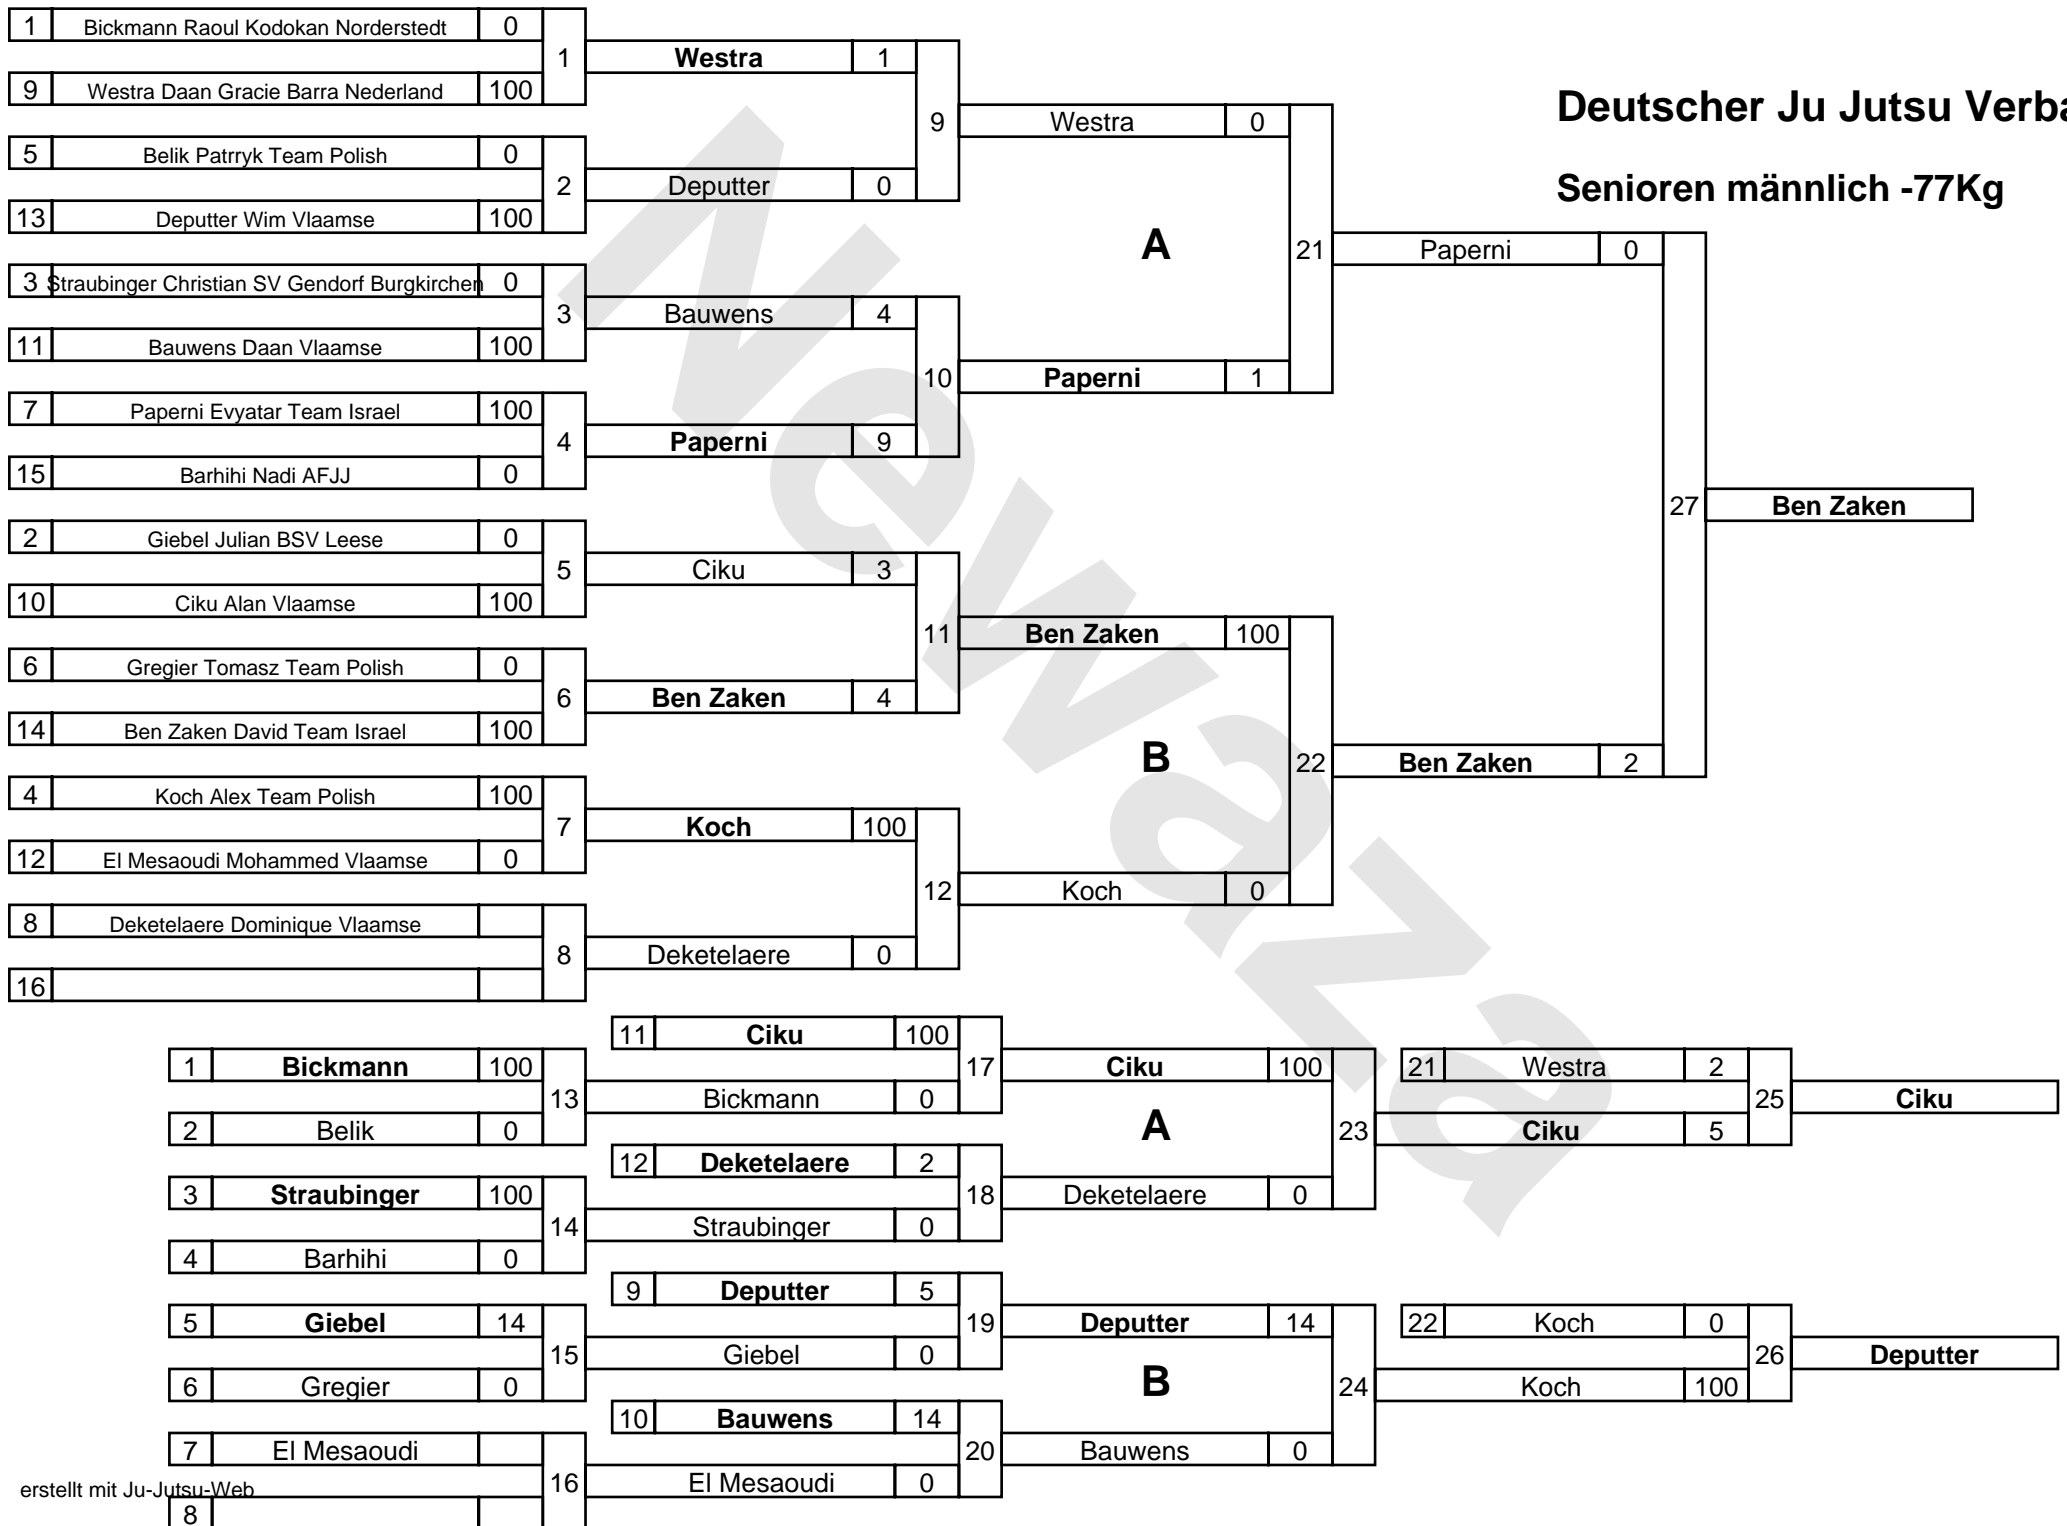 Deutscher Ju Jutsu Verba
Senioren männlich -77Kg
1 Bickmann Raoul Kodokan Norderstedt 0
9 Westra Daan Gracie Barra Nederland 100
5 Belik Patrryk Team Polish 0
13 Deputter Wim Vlaamse 100
3 Straubinger Christian SV Gendorf Burgkirchen 0
11 Bauwens Daan Vlaamse 100
7 Paperni Evyatar Team Israel 100
15 Barhihi Nadi AFJJ 0
2 Giebel Julian BSV Leese 0
10 Ciku Alan Vlaamse 100
6 Gregier Tomasz Team Polish 0
14 Ben Zaken David Team Israel 100
4 Koch Alex Team Polish 100
12 El Mesaoudi Mohammed Vlaamse 0
8 Deketelaere Dominique Vlaamse
16
1 Westra 1
2 Deputter 0
3 Bauwens 4
4 Paperni 9
5 Ciku 3
6 Ben Zaken 4
7 Koch 100
8 Deketelaere 0
9 Westra 0
A
10 Paperni 1
11 Ben Zaken 100
B
12 Koch 0
21 Paperni 0
22 Ben Zaken 2
27 Ben Zaken
1 Bickmann 100
2 Belik 0
3 Straubinger 100
4 Barhihi 0
5 Giebel 14
6 Gregier 0
7 El Mesaoudi
8
11 Ciku 100
13 Bickmann 0
12 Deketelaere 2
14 Straubinger 0
9 Deputter 5
15 Giebel 0
10 Bauwens 14
16 El Mesaoudi 0
17 Ciku 100
A
18 Deketelaere 0
19 Deputter 14
B
20 Bauwens 0
21 Westra 2
23 Ciku 5
22 Koch 0
24 Koch 100
25 Ciku
26 Deputter
erstellt mit Ju-Jutsu-Web
Newaza